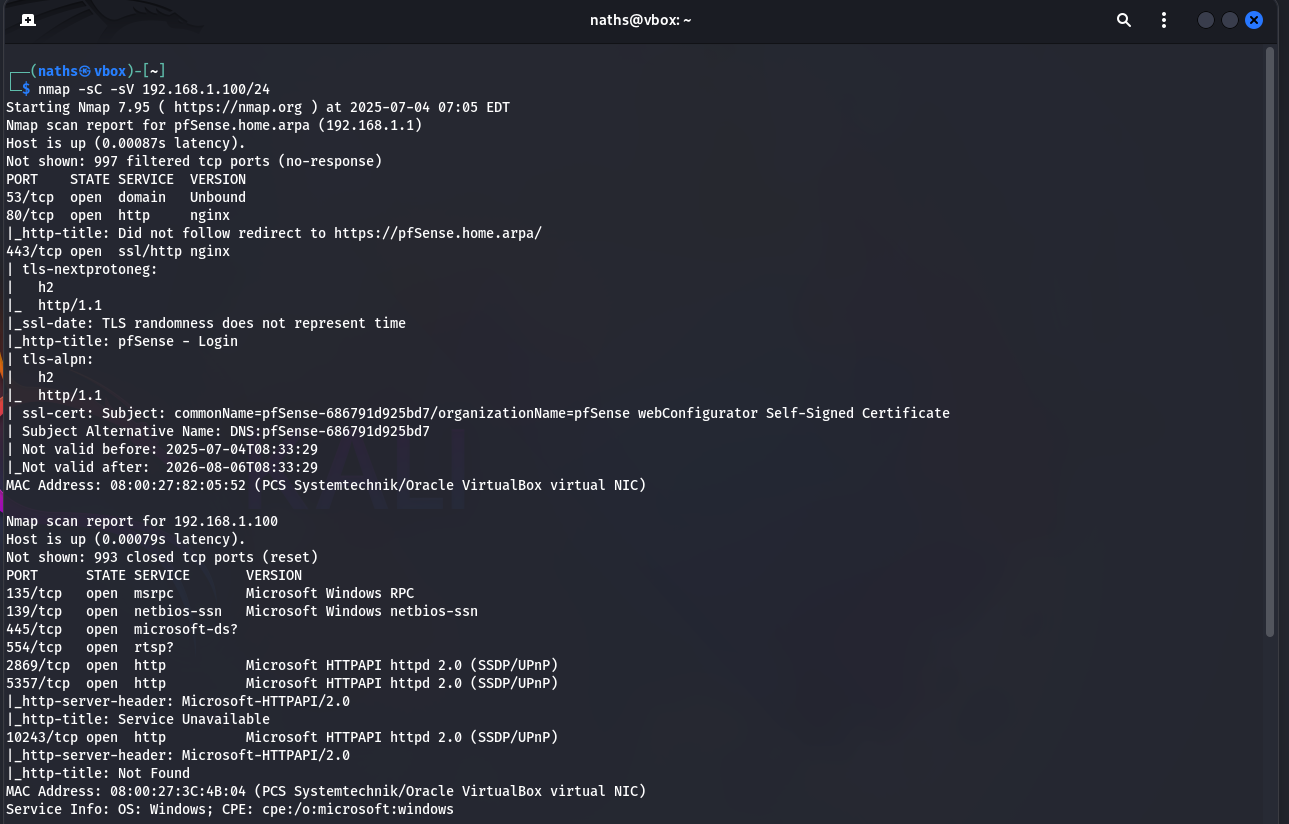 naths@vbox: ~
┌──(naths㉿vbox)-[~]
└─$ nmap -sC -sV 192.168.1.100/24
Starting Nmap 7.95 ( https://nmap.org ) at 2025-07-04 07:05 EDT
Nmap scan report for pfSense.home.arpa (192.168.1.1)
Host is up (0.00087s latency).
Not shown: 997 filtered tcp ports (no-response)
PORT    STATE SERVICE  VERSION
53/tcp  open  domain   Unbound
80/tcp  open  http     nginx
|_http-title: Did not follow redirect to https://pfSense.home.arpa/
443/tcp open  ssl/http nginx
| tls-nextprotoneg:
|   h2
|_  http/1.1
|_ssl-date: TLS randomness does not represent time
|_http-title: pfSense - Login
| tls-alpn:
|   h2
|_  http/1.1
| ssl-cert: Subject: commonName=pfSense-686791d925bd7/organizationName=pfSense webConfigurator Self-Signed Certificate
| Subject Alternative Name: DNS:pfSense-686791d925bd7
| Not valid before: 2025-07-04T08:33:29
|_Not valid after:  2026-08-06T08:33:29
MAC Address: 08:00:27:82:05:52 (PCS Systemtechnik/Oracle VirtualBox virtual NIC)
Nmap scan report for 192.168.1.100
Host is up (0.00079s latency).
Not shown: 993 closed tcp ports (reset)
PORT      STATE SERVICE       VERSION
135/tcp   open  msrpc         Microsoft Windows RPC
139/tcp   open  netbios-ssn   Microsoft Windows netbios-ssn
445/tcp   open  microsoft-ds?
554/tcp   open  rtsp?
2869/tcp  open  http          Microsoft HTTPAPI httpd 2.0 (SSDP/UPnP)
5357/tcp  open  http          Microsoft HTTPAPI httpd 2.0 (SSDP/UPnP)
|_http-server-header: Microsoft-HTTPAPI/2.0
|_http-title: Service Unavailable
10243/tcp open  http          Microsoft HTTPAPI httpd 2.0 (SSDP/UPnP)
|_http-server-header: Microsoft-HTTPAPI/2.0
|_http-title: Not Found
MAC Address: 08:00:27:3C:4B:04 (PCS Systemtechnik/Oracle VirtualBox virtual NIC)
Service Info: OS: Windows; CPE: cpe:/o:microsoft:windows
KALI